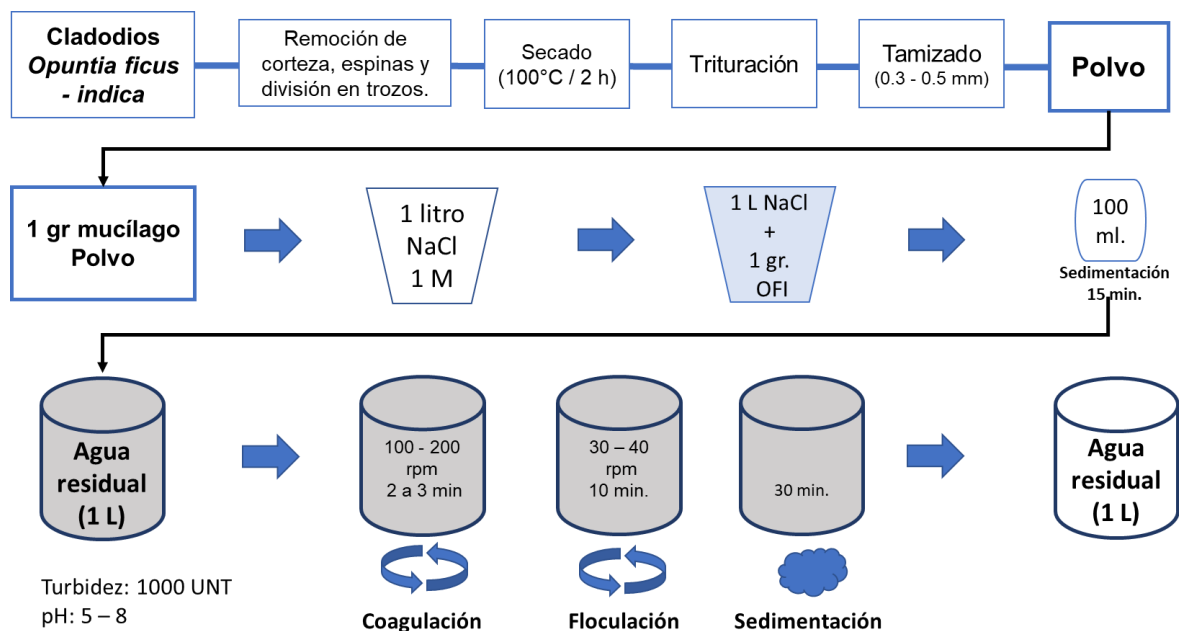 Cladodios
Opuntia ficus
- indica
Remoción de
corteza, espinas y
división en trozos.
Secado
(100°C / 2 h)
Trituración
Tamizado
(0.3 - 0.5 mm)
Polvo
1 gr mucílago
Polvo
1 litro
NaCl
1 M
1 L NaCl
+
1 gr.
OFI
100
ml.
Sedimentación
15 min.
Agua
residual
(1 L)
100 - 200
rpm
2 a 3 min
30 – 40
rpm
10 min.
30 min.
Agua
residual
(1 L)
Turbidez: 1000 UNT
pH: 5 – 8
Coagulación
Floculación
Sedimentación